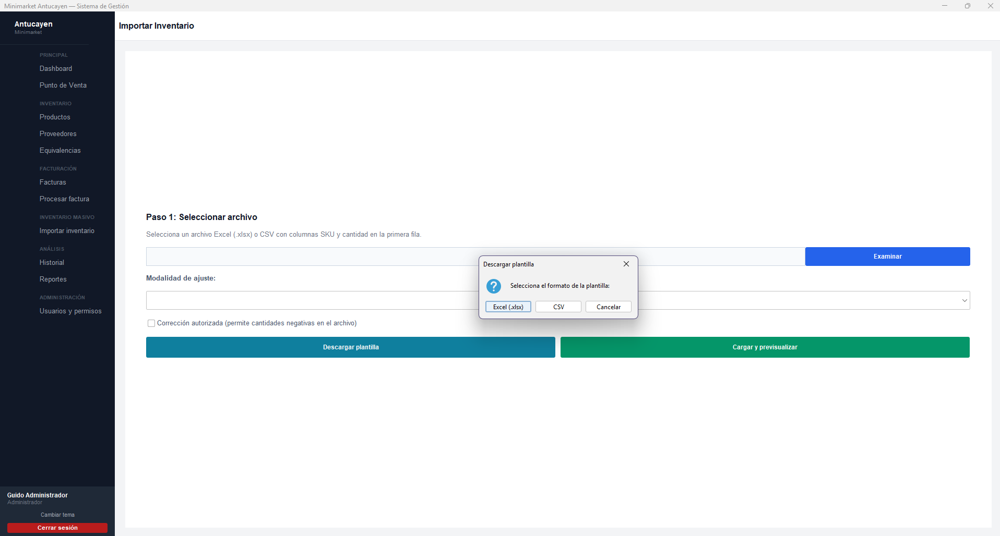 Minimarket Antucayen — Sistema de Gestión
Antucayen
Minimarket
PRINCIPAL
Dashboard
Punto de Venta
INVENTARIO
Productos
Proveedores
Equivalencias
FACTURACIÓN
Facturas
Procesar factura
INVENTARIO MASIVO
Importar inventario
ANÁLISIS
Historial
Reportes
ADMINISTRACIÓN
Usuarios y permisos
Guido Administrador
Administrador
Cambiar tema
Cerrar sesión
Importar Inventario
Paso 1: Seleccionar archivo
Selecciona un archivo Excel (.xlsx) o CSV con columnas SKU y cantidad en la primera fila.
Examinar
Modalidad de ajuste:
Corrección autorizada (permite cantidades negativas en el archivo)
Descargar plantilla
Cargar y previsualizar
Descargar plantilla
Selecciona el formato de la plantilla:
Excel (.xlsx)
CSV
Cancelar